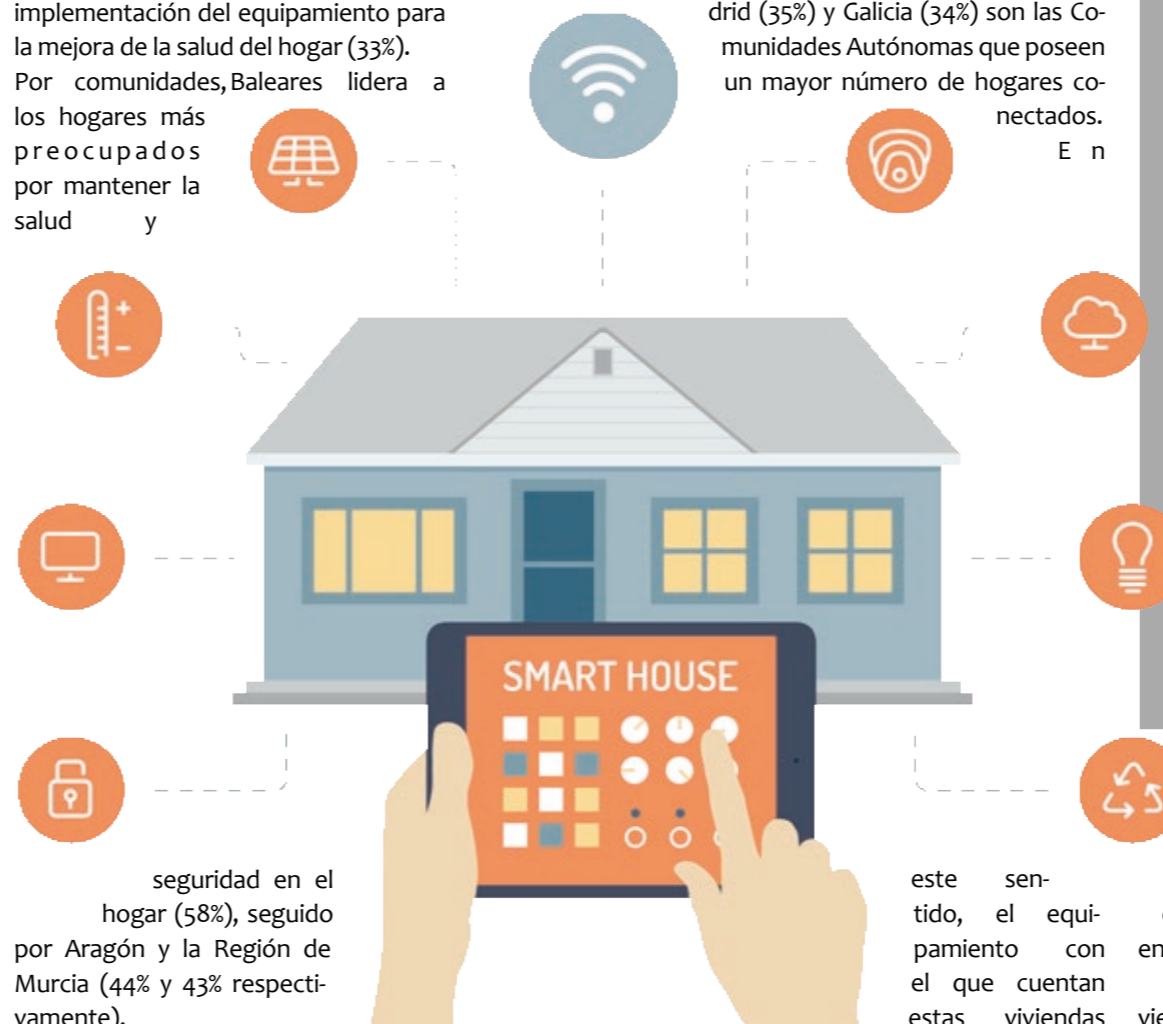 implementación del equipamiento para
la mejora de la salud del hogar (33%).
Por comunidades, Baleares lidera a
los hogares más
preocupados
por mantener la
salud y
seguridad en el
hogar (58%), seguido
por Aragón y la Región de
Murcia (44% y 43% respecti-
vamente).
drid (35%) y Galicia (34%) son las Co-
munidades Autónomas que poseen
un mayor número de hogares co-
nectados.
En
este sen-
tido, el equi-
pamiento con
el que cuentan
estas viviendas
SMART HOUSE